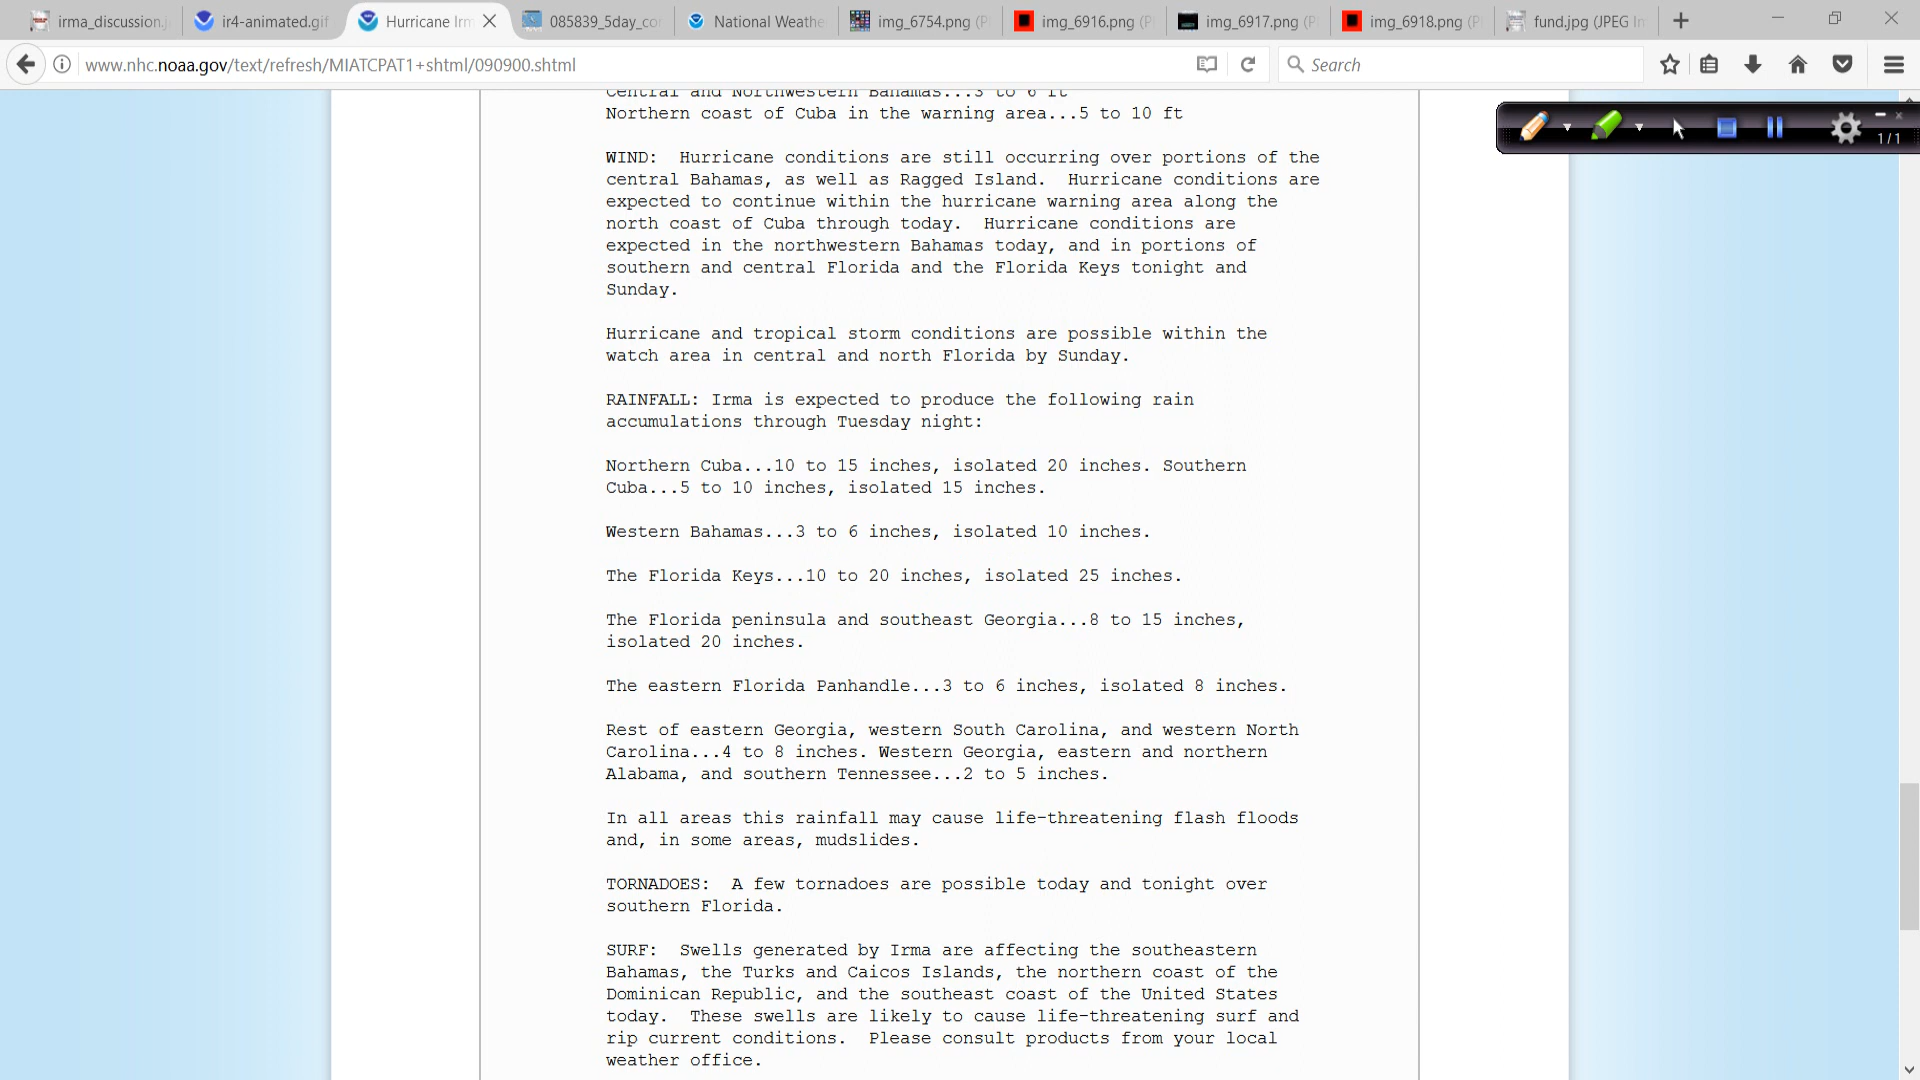 irma_discussion.j
ir4-animated.gif
Hurricane Irm
085839_5day_co
National Weathe
img_6754.png (P
img_6916.png (P
img_6917.png (P
img_6918.png (P
fund.jpg (JPEG Im
www.nhc.noaa.gov/text/refresh/MIATCPAT1+shtml/090900.shtml
Search
1/1
Central and Northwestern Bahamas...3 to 6 ft
Northern coast of Cuba in the warning area...5 to 10 ft
WIND:  Hurricane conditions are still occurring over portions of the
central Bahamas, as well as Ragged Island.  Hurricane conditions are
expected to continue within the hurricane warning area along the
north coast of Cuba through today.  Hurricane conditions are
expected in the northwestern Bahamas today, and in portions of
southern and central Florida and the Florida Keys tonight and
Sunday.
Hurricane and tropical storm conditions are possible within the
watch area in central and north Florida by Sunday.
RAINFALL: Irma is expected to produce the following rain
accumulations through Tuesday night:
Northern Cuba...10 to 15 inches, isolated 20 inches. Southern
Cuba...5 to 10 inches, isolated 15 inches.
Western Bahamas...3 to 6 inches, isolated 10 inches.
The Florida Keys...10 to 20 inches, isolated 25 inches.
The Florida peninsula and southeast Georgia...8 to 15 inches,
isolated 20 inches.
The eastern Florida Panhandle...3 to 6 inches, isolated 8 inches.
Rest of eastern Georgia, western South Carolina, and western North
Carolina...4 to 8 inches. Western Georgia, eastern and northern
Alabama, and southern Tennessee...2 to 5 inches.
In all areas this rainfall may cause life-threatening flash floods
and, in some areas, mudslides.
TORNADOES:  A few tornadoes are possible today and tonight over
southern Florida.
SURF:  Swells generated by Irma are affecting the southeastern
Bahamas, the Turks and Caicos Islands, the northern coast of the
Dominican Republic, and the southeast coast of the United States
today.  These swells are likely to cause life-threatening surf and
rip current conditions.  Please consult products from your local
weather office.